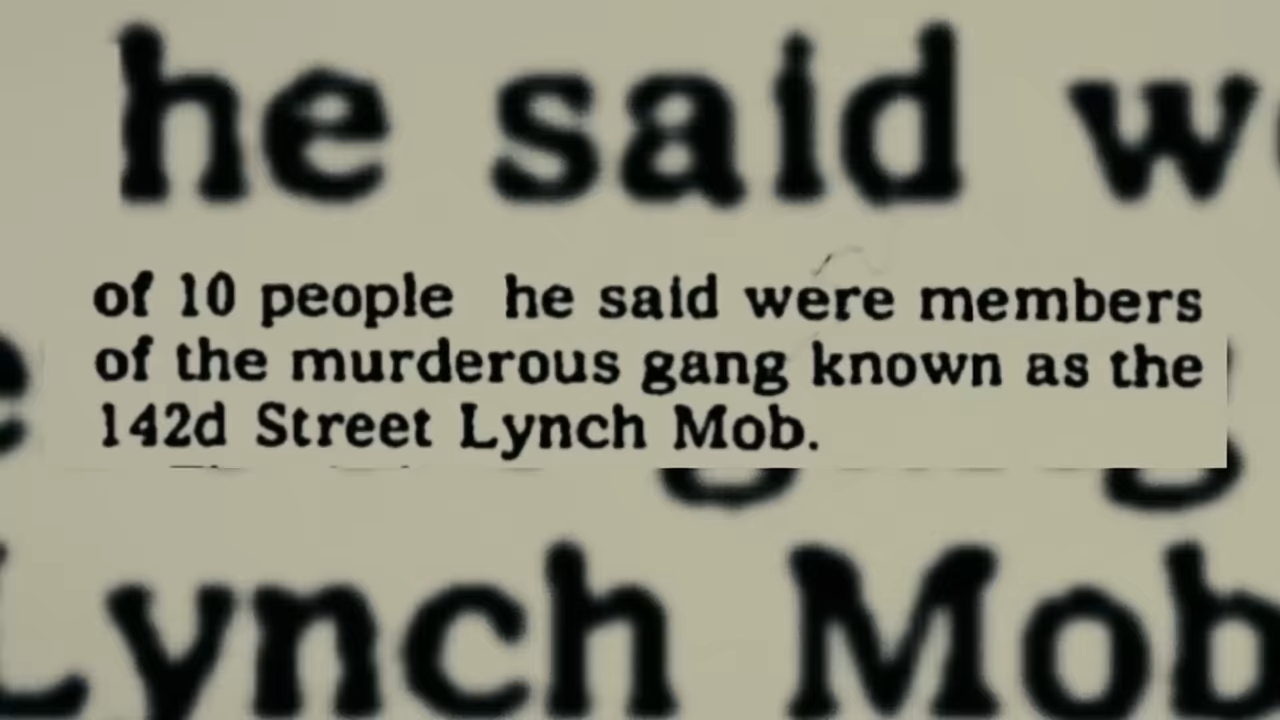 he said we
of 10 people he said were members
of the murderous gang known as the
142d Street Lynch Mob.
Lynch Mob